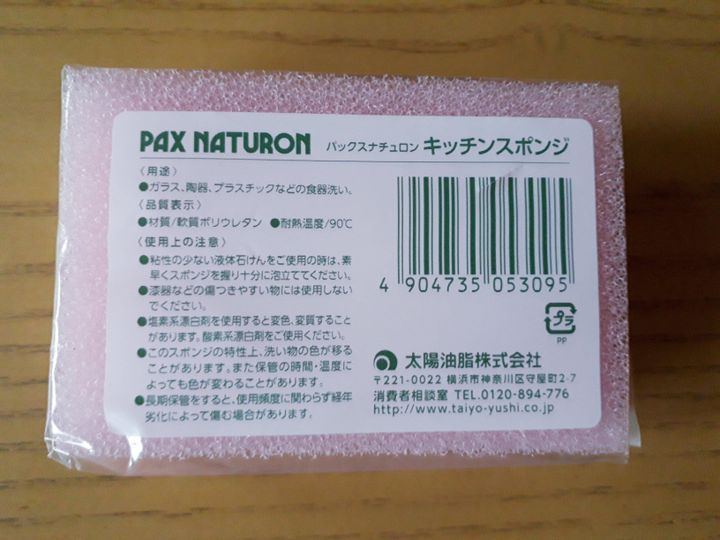 PAX NATURON パックスナチュロン キッチンスポンジ
〈用途〉
●ガラス、陶器、プラスチックなどの食器洗い。
〈品質表示〉
●材質/軟質ポリウレタン ●耐熱温度/90℃
〈使用上の注意〉
●粘性の少ない液体石けんをご使用の時は、素
早くスポンジを握り十分に泡立ててください。
●漆器などの傷つきやすい物には使用しない
でください。
●塩素系漂白剤を使用すると変色、変質すること
があります。酸素系漂白剤をご使用ください。
●このスポンジの特性上、洗い物の色が移る
ことがあります。また保管の時間・温度に
よっても色が変わることがあります。
●長期保管をすると、使用頻度に関わらず経年
劣化によって傷む場合があります。
4 904735 053095
プラ
PP
太陽油脂株式会社
〒221-0022 横浜市神奈川区守屋町2-7
消費者相談室 TEL.0120-894-776
http://www.taiyo-yushi.co.jp